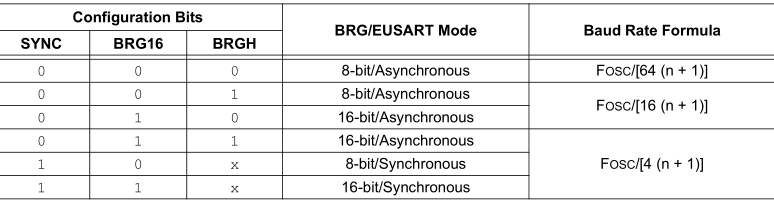 Configuration Bits BRG/EUSART Mode Baud Rate Formula
SYNC BRG16 BRGH
0 0 0 8-bit/Asynchronous FOSC/[64 (n + 1)]
0 0 1 8-bit/Asynchronous FOSC/[16 (n + 1)]
0 1 0 16-bit/Asynchronous
0 1 1 16-bit/Asynchronous FOSC/[4 (n + 1)]
1 0 x 8-bit/Synchronous
1 1 x 16-bit/Synchronous